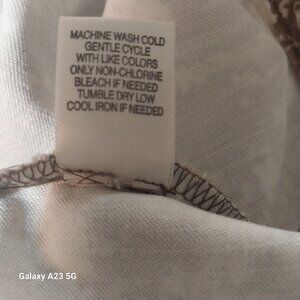 MACHINE WASH COLD
GENTLE CYCLE
WITH LIKE COLORS
ONLY NON-CHLORINE
BLEACH IF NEEDED
TUMBLE DRY LOW
COOL IRON IF NEEDED
Galaxy A23 5G